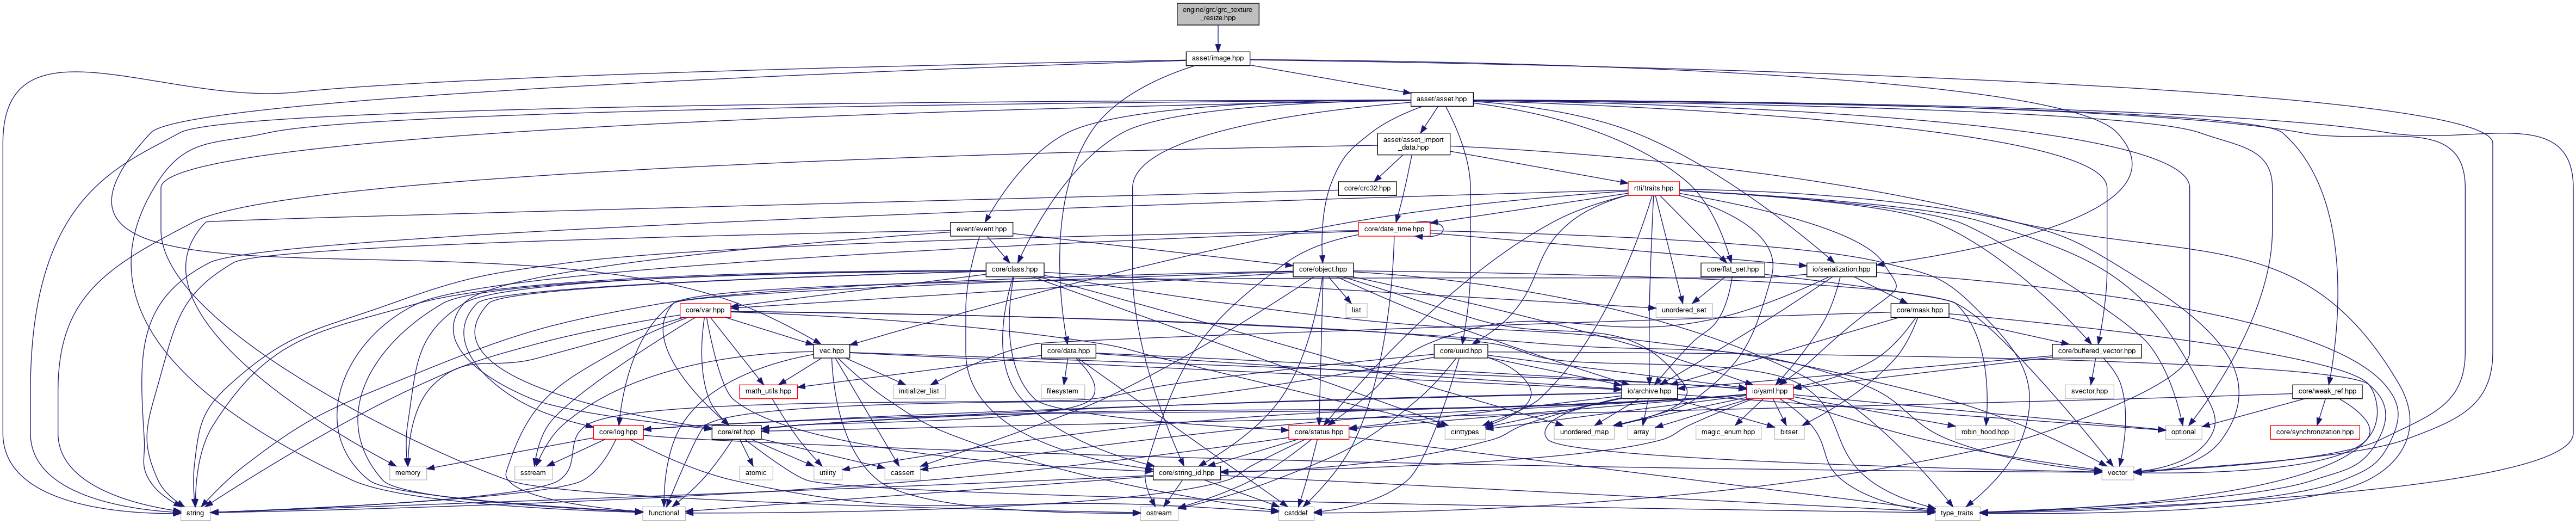 engine/grc/grc_texture
_resize.hpp
asset/image.hpp
asset/asset.hpp
asset/asset_import
_data.hpp
core/crc32.hpp
rtti/traits.hpp
event/event.hpp
core/date_time.hpp
core/class.hpp
core/object.hpp
core/flat_set.hpp
io/serialization.hpp
core/var.hpp
list
unordered_set
core/mask.hpp
vec.hpp
core/data.hpp
core/uuid.hpp
core/buffered_vector.hpp
math_utils.hpp
initializer_list
filesystem
io/archive.hpp
io/yaml.hpp
svector.hpp
core/weak_ref.hpp
core/log.hpp
core/ref.hpp
cinttypes
core/status.hpp
unordered_map
array
magic_enum.hpp
bitset
robin_hood.hpp
optional
core/synchronization.hpp
memory
sstream
atomic
utility
cassert
core/string_id.hpp
vector
string
functional
ostream
cstddef
type_traits